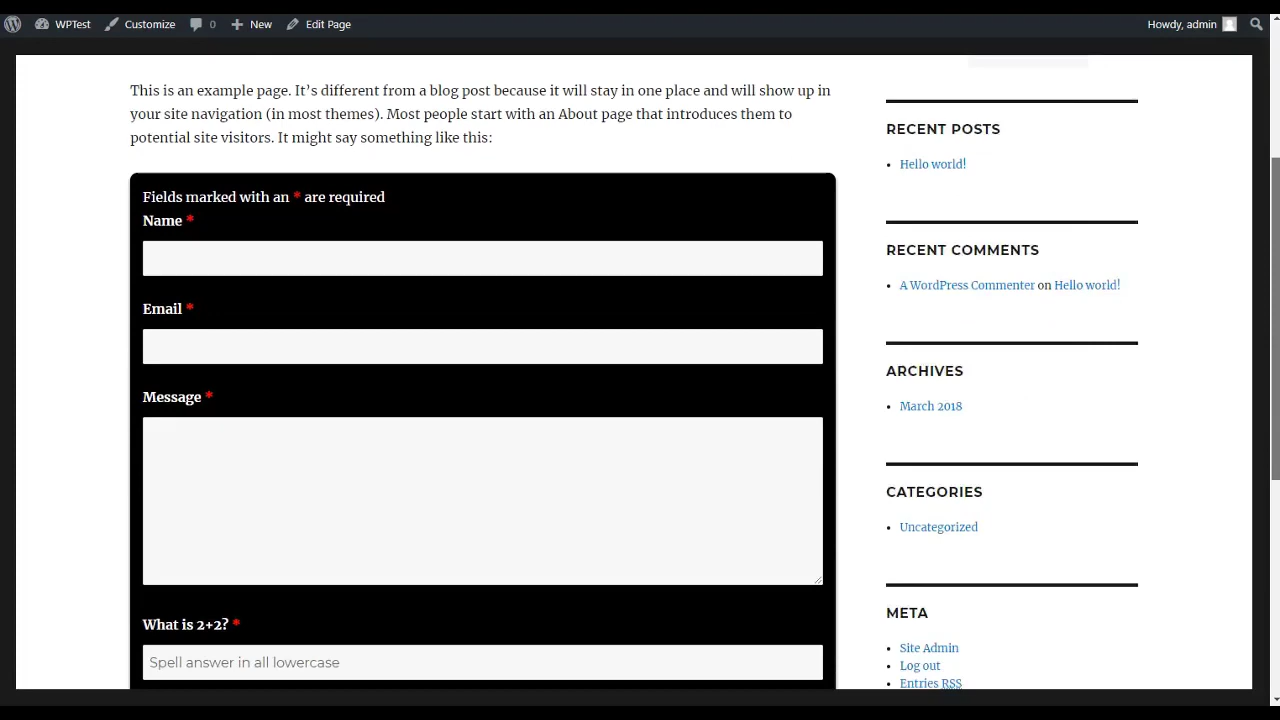 WPTest
Customize
0
New
Edit Page
Howdy, admin
This is an example page. It’s different from a blog post because it will stay in one place and will show up in
your site navigation (in most themes). Most people start with an About page that introduces them to
potential site visitors. It might say something like this:
Fields marked with an * are required
Name *
Email *
Message *
What is 2+2? *
Spell answer in all lowercase
RECENT POSTS
Hello world!
RECENT COMMENTS
A WordPress Commenter on Hello world!
ARCHIVES
March 2018
CATEGORIES
Uncategorized
META
Site Admin
Log out
Entries RSS